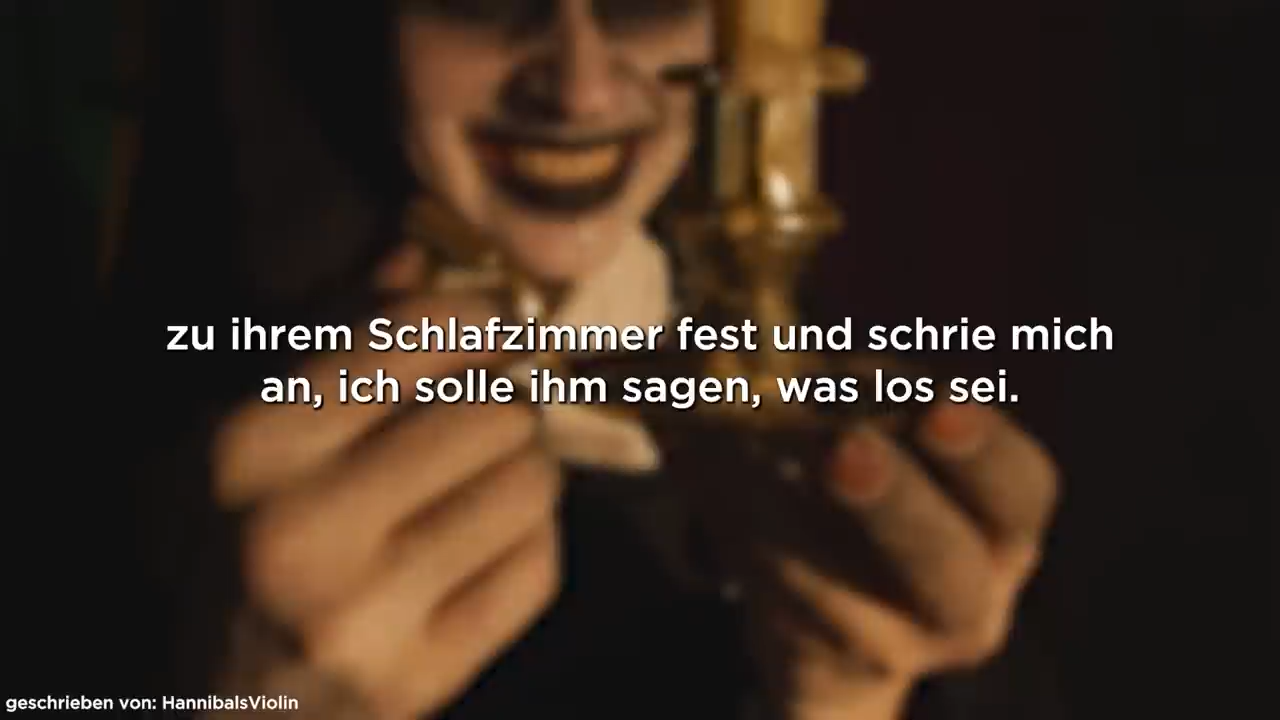 zu ihrem Schlafzimmer fest und schrie mich
an, ich solle ihm sagen, was los sei.
geschrieben von: HannibalsViolin